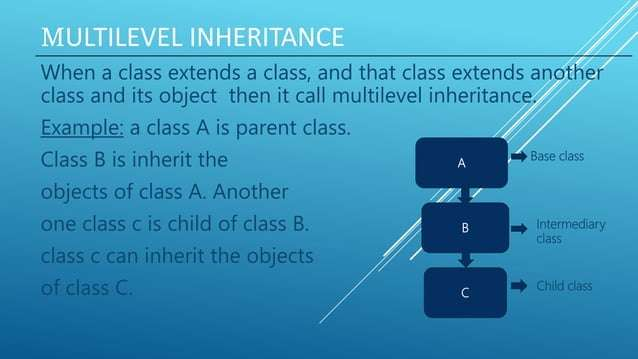 MULTILEVEL INHERITANCE
When a class extends a class, and that class extends another
class and its object then it call multilevel inheritance.
Example: a class A is parent class.
Class B is inherit the
objects of class A. Another
one class c is child of class B.
class c can inherit the objects
of class C.
A
Base class
B
Intermediary
class
C
Child class